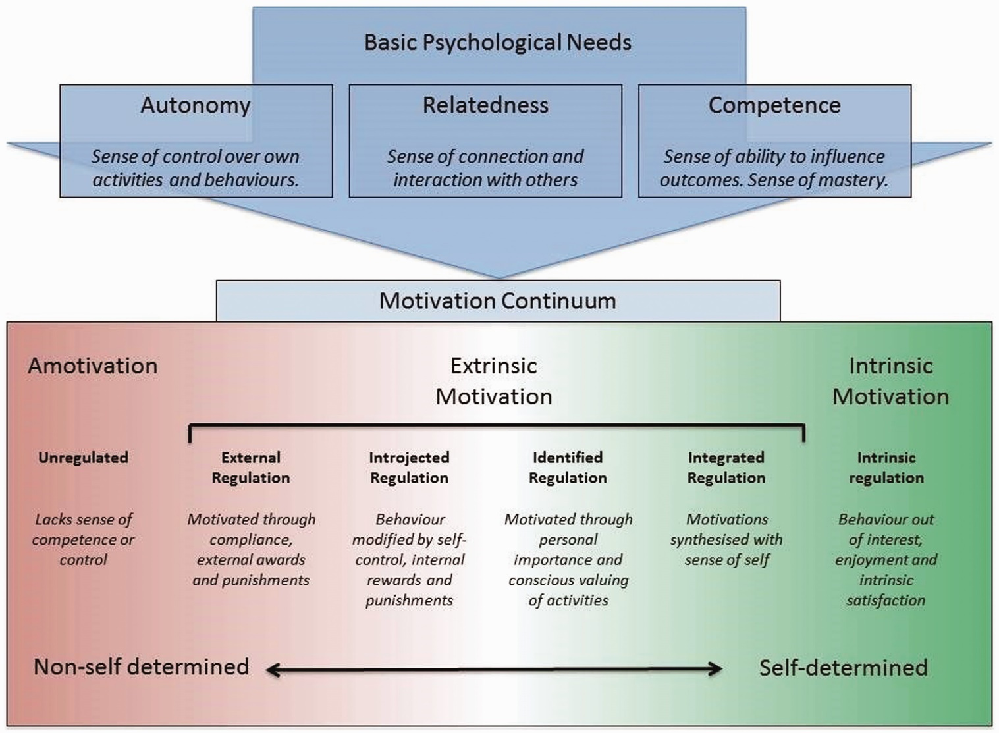 Basic Psychological Needs
Autonomy
Sense of control over own
activities and behaviours.
Relatedness
Sense of connection and
interaction with others
Competence
Sense of ability to influence
outcomes. Sense of mastery.
Motivation Continuum
Amotivation
Extrinsic
Motivation
Intrinsic
Motivation
Unregulated
Lacks sense of
competence or
control
External
Regulation
Motivated through
compliance,
external awards
and punishments
Introjected
Regulation
Behaviour
modified by self-
control, internal
rewards and
punishments
Identified
Regulation
Motivated through
personal
importance and
conscious valuing
of activities
Integrated
Regulation
Motivations
synthesised with
sense of self
Intrinsic
regulation
Behaviour out
of interest,
enjoyment and
intrinsic
satisfaction
Non-self determined
Self-determined